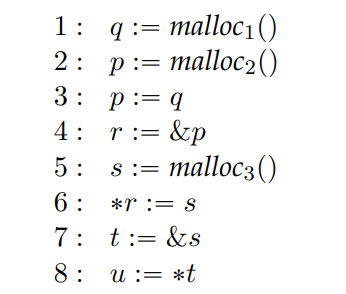 1 : q := malloc₁()
2 : p := malloc₂()
3 : p := q
4 : r := &p
5 : s := malloc₃()
6 : *r := s
7 : t := &s
8 : u := *t